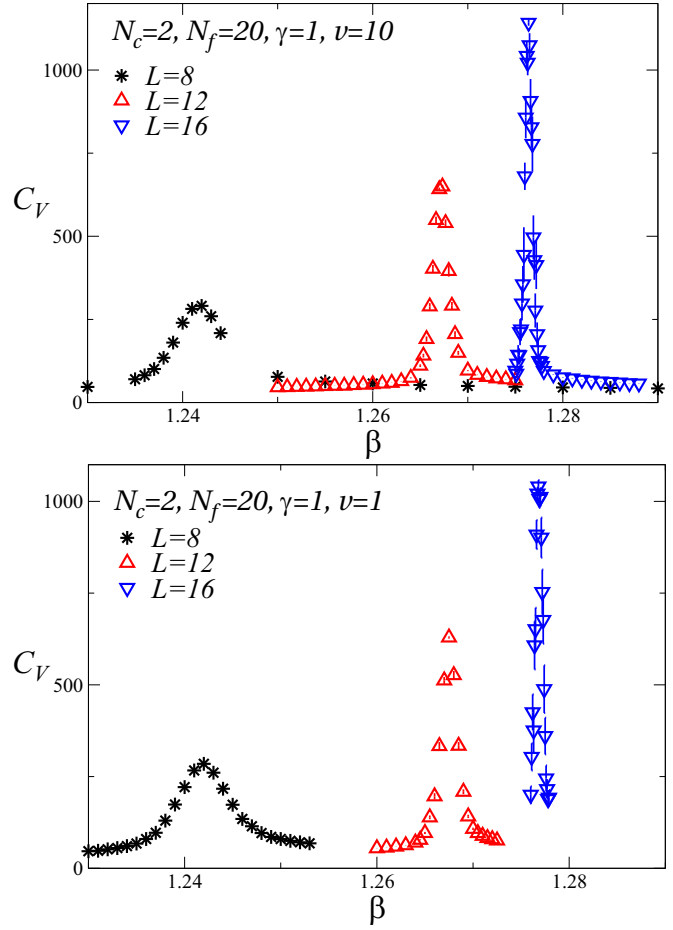 N_c=2, N_f=20, γ=1, υ=10
L=8
L=12
L=16
C_V
1000
500
0
1.24
1.26
1.28
β
N_c=2, N_f=20, γ=1, υ=1
L=8
L=12
L=16
C_V
1000
500
0
1.24
1.26
1.28
β